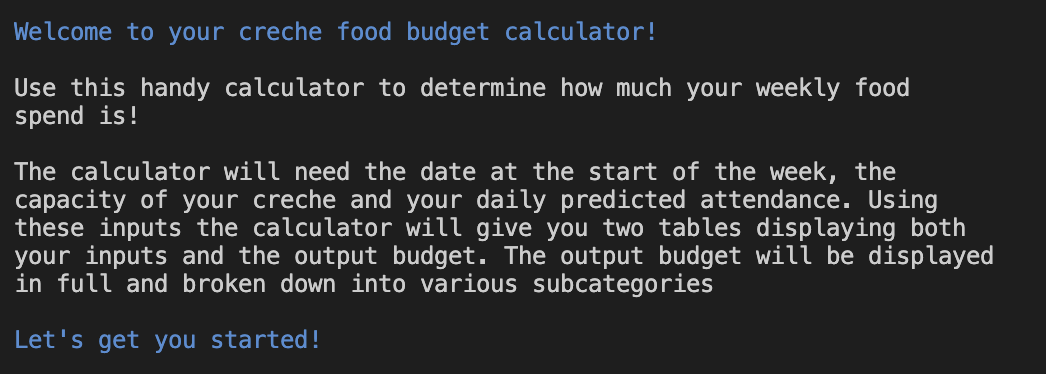 Welcome to your creche food budget calculator!
Use this handy calculator to determine how much your weekly food
spend is!
The calculator will need the date at the start of the week, the
capacity of your creche and your daily predicted attendance. Using
these inputs the calculator will give you two tables displaying both
your inputs and the output budget. The output budget will be displayed
in full and broken down into various subcategories
Let's get you started!